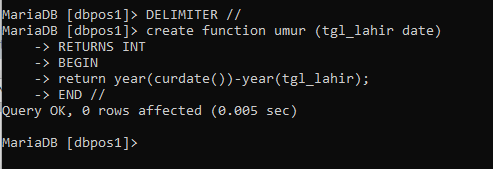 MariaDB [dbpos1]> DELIMITER //
MariaDB [dbpos1]> create function umur (tgl_lahir date)
    -> RETURNS INT
    -> BEGIN
    -> return year(curdate())-year(tgl_lahir);
    -> END //
Query OK, 0 rows affected (0.005 sec)

MariaDB [dbpos1]>